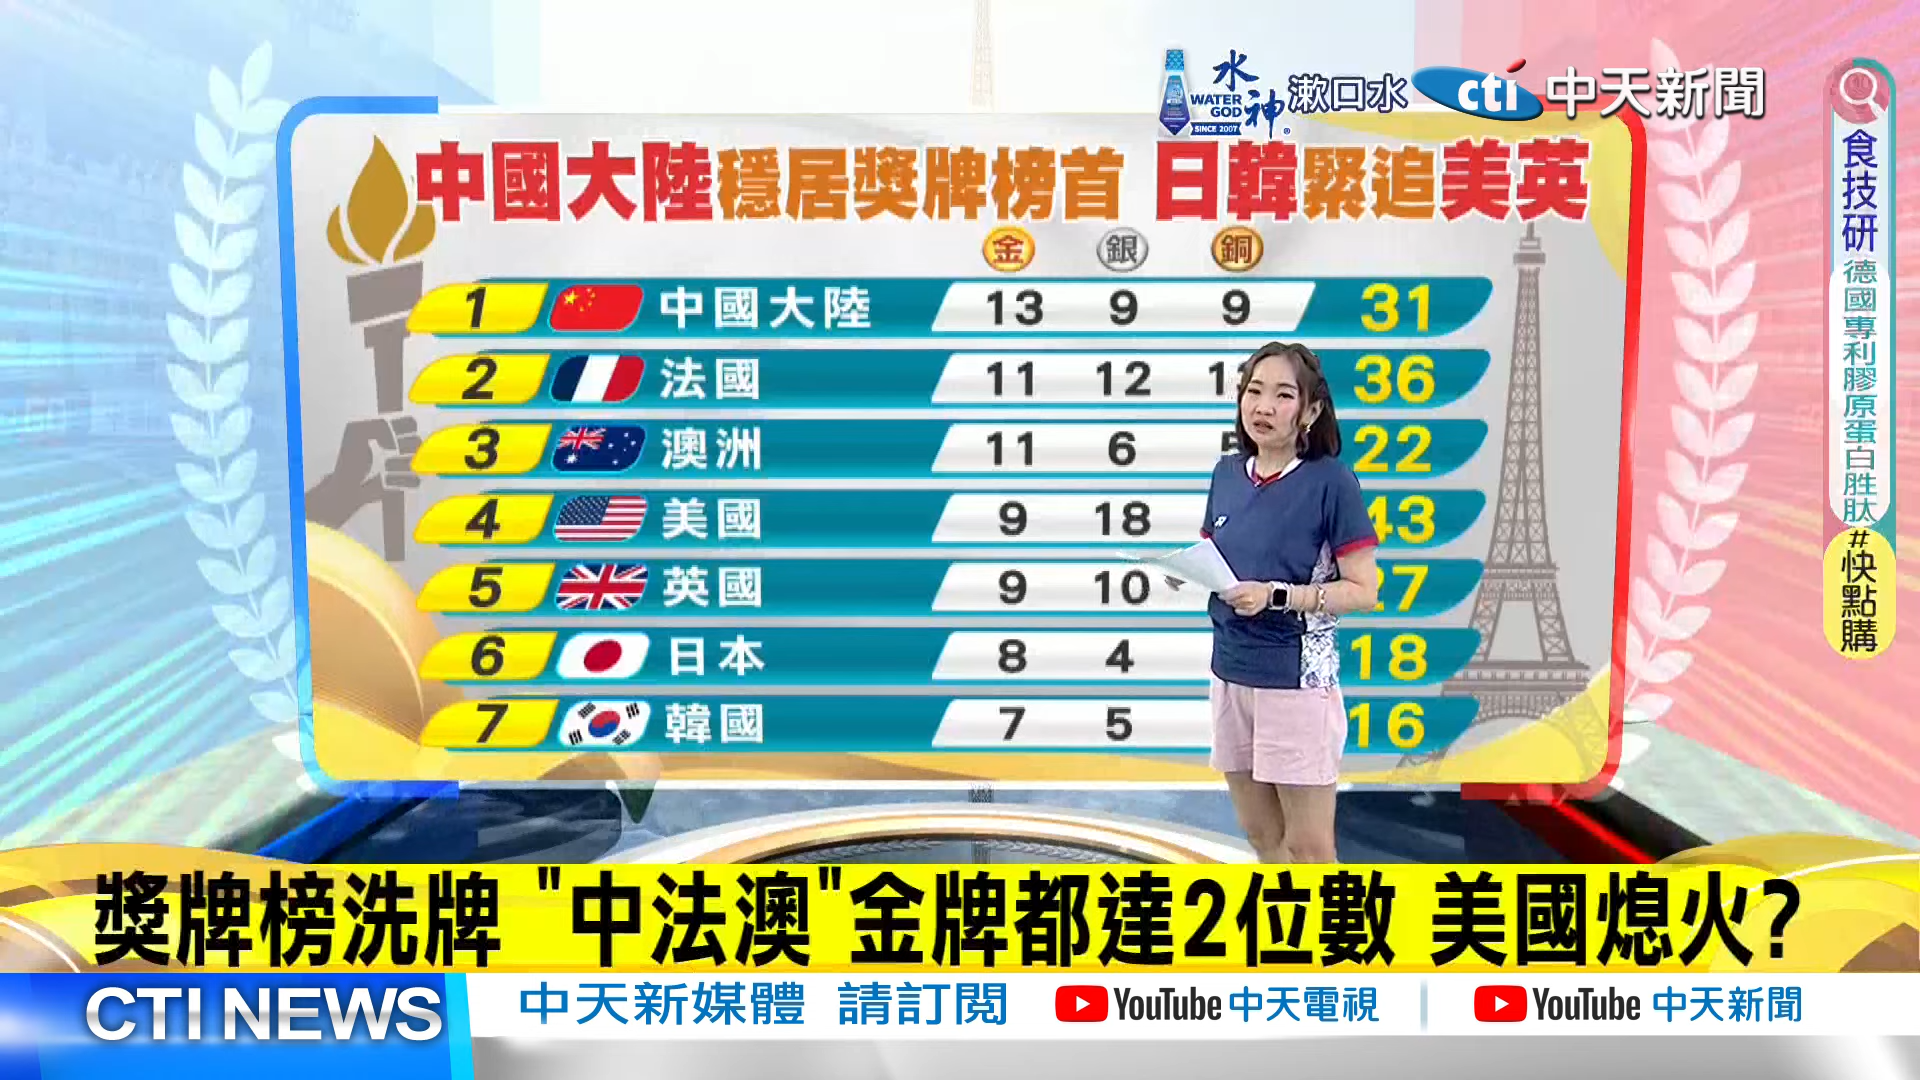 水神
WATER GOD
SINCE 2007
漱口水
cti 中天新聞
食技研
德國專利膠原蛋白胜肽
#快點購
中國大陸穩居獎牌榜首 日韓緊追美英
金 銀 銅
1 中國大陸 13 9 9 31
2 法國 11 12 36
3 澳洲 11 6 22
4 美國 9 18 43
5 英國 9 10 27
6 日本 8 4 18
7 韓國 7 5 16
獎牌榜洗牌 "中法澳"金牌都達2位數 美國熄火?
CTI NEWS
中天新媒體 請訂閱 YouTube 中天電視 YouTube 中天新聞